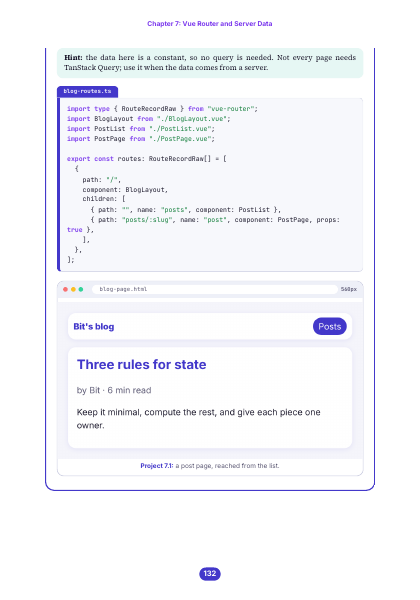 Chapter 7: Vue Router and Server Data
Hint: the data here is a constant, so no query is needed. Not every page needs
TanStack Query; use it when the data comes from a server.
blog-routes.ts
import type { RouteRecordRaw } from "vue-router";
import BlogLayout from "./BlogLayout.vue";
import PostList from "./PostList.vue";
import PostPage from "./PostPage.vue";
export const routes: RouteRecordRaw[] = [
{
path: "/",
component: BlogLayout,
children: [
{ path: "", name: "posts", component: PostList },
{ path: "posts/:slug", name: "post", component: PostPage, props:
true },
],
},
];
blog-page.html
560px
Bit's blog
Posts
Three rules for state
by Bit · 6 min read
Keep it minimal, compute the rest, and give each piece one
owner.
Project 7.1: a post page, reached from the list.
132